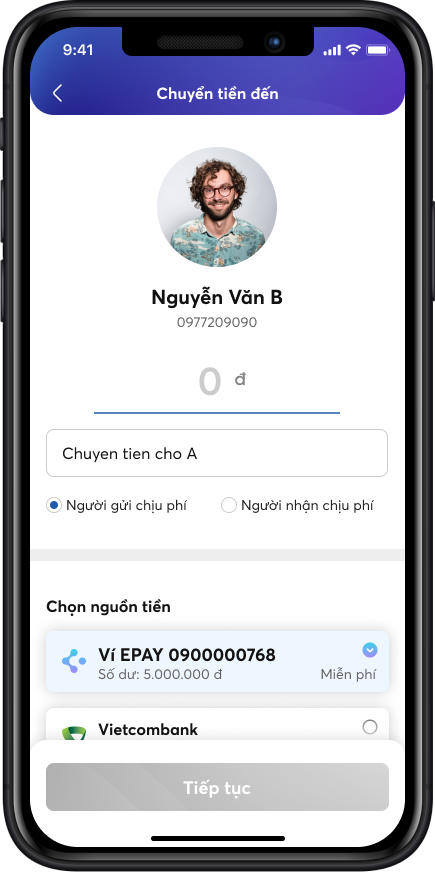 9:41
Chuyển tiền đến
Nguyễn Văn B
0977209090
0 đ
Chuyen tien cho A
Người gửi chịu phí
Người nhận chịu phí
Chọn nguồn tiền
Ví EPAY 0900000768
Số dư: 5.000.000 đ
Miễn phí
Vietcombank
Tiếp tục